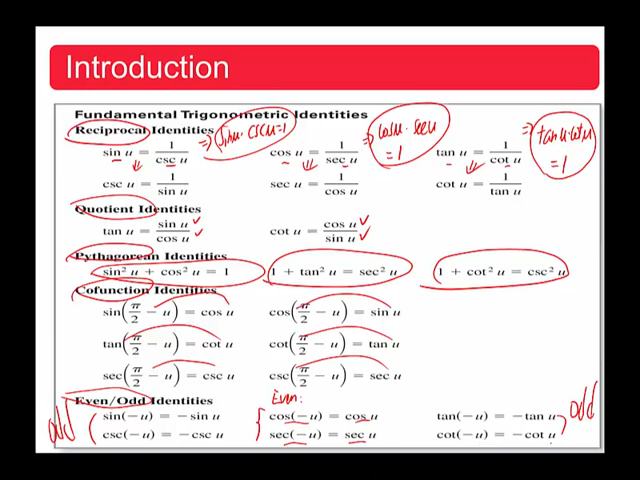 Introduction
Fundamental Trigonometric Identities
Reciprocal Identities
sin u = 1/csc u ⇒ sin u · csc u = 1 cos u = 1/sec u ⇒ cos u · sec u = 1 tan u = 1/cot u ⇒ tan u · cot u = 1
csc u = 1/sin u sec u = 1/cos u cot u = 1/tan u
Quotient Identities
tan u = sin u/cos u cot u = cos u/sin u
Pythagorean Identities
sin² u + cos² u = 1 1 + tan² u = sec² u 1 + cot² u = csc² u
Cofunction Identities
sin(π/2 − u) = cos u cos(π/2 − u) = sin u
tan(π/2 − u) = cot u cot(π/2 − u) = tan u
sec(π/2 − u) = csc u csc(π/2 − u) = sec u
Even/Odd Identities Even:
odd sin(−u) = −sin u cos(−u) = cos u tan(−u) = −tan u odd
csc(−u) = −csc u sec(−u) = sec u cot(−u) = −cot u